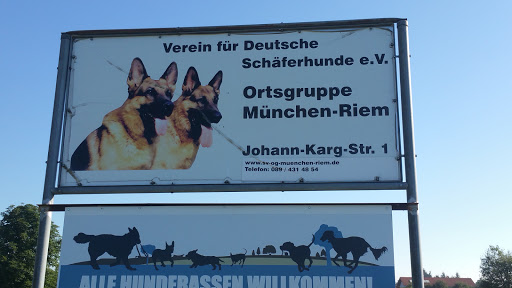 Verein für Deutsche
Schäferhunde e.V.
Ortsgruppe
München-Riem
Johann-Karg-Str. 1
www.sv-og-muenchen-riem.de
Telefon: 089 / 431 48 54
ALLE HUNDERASSEN WILLKOMMEN!